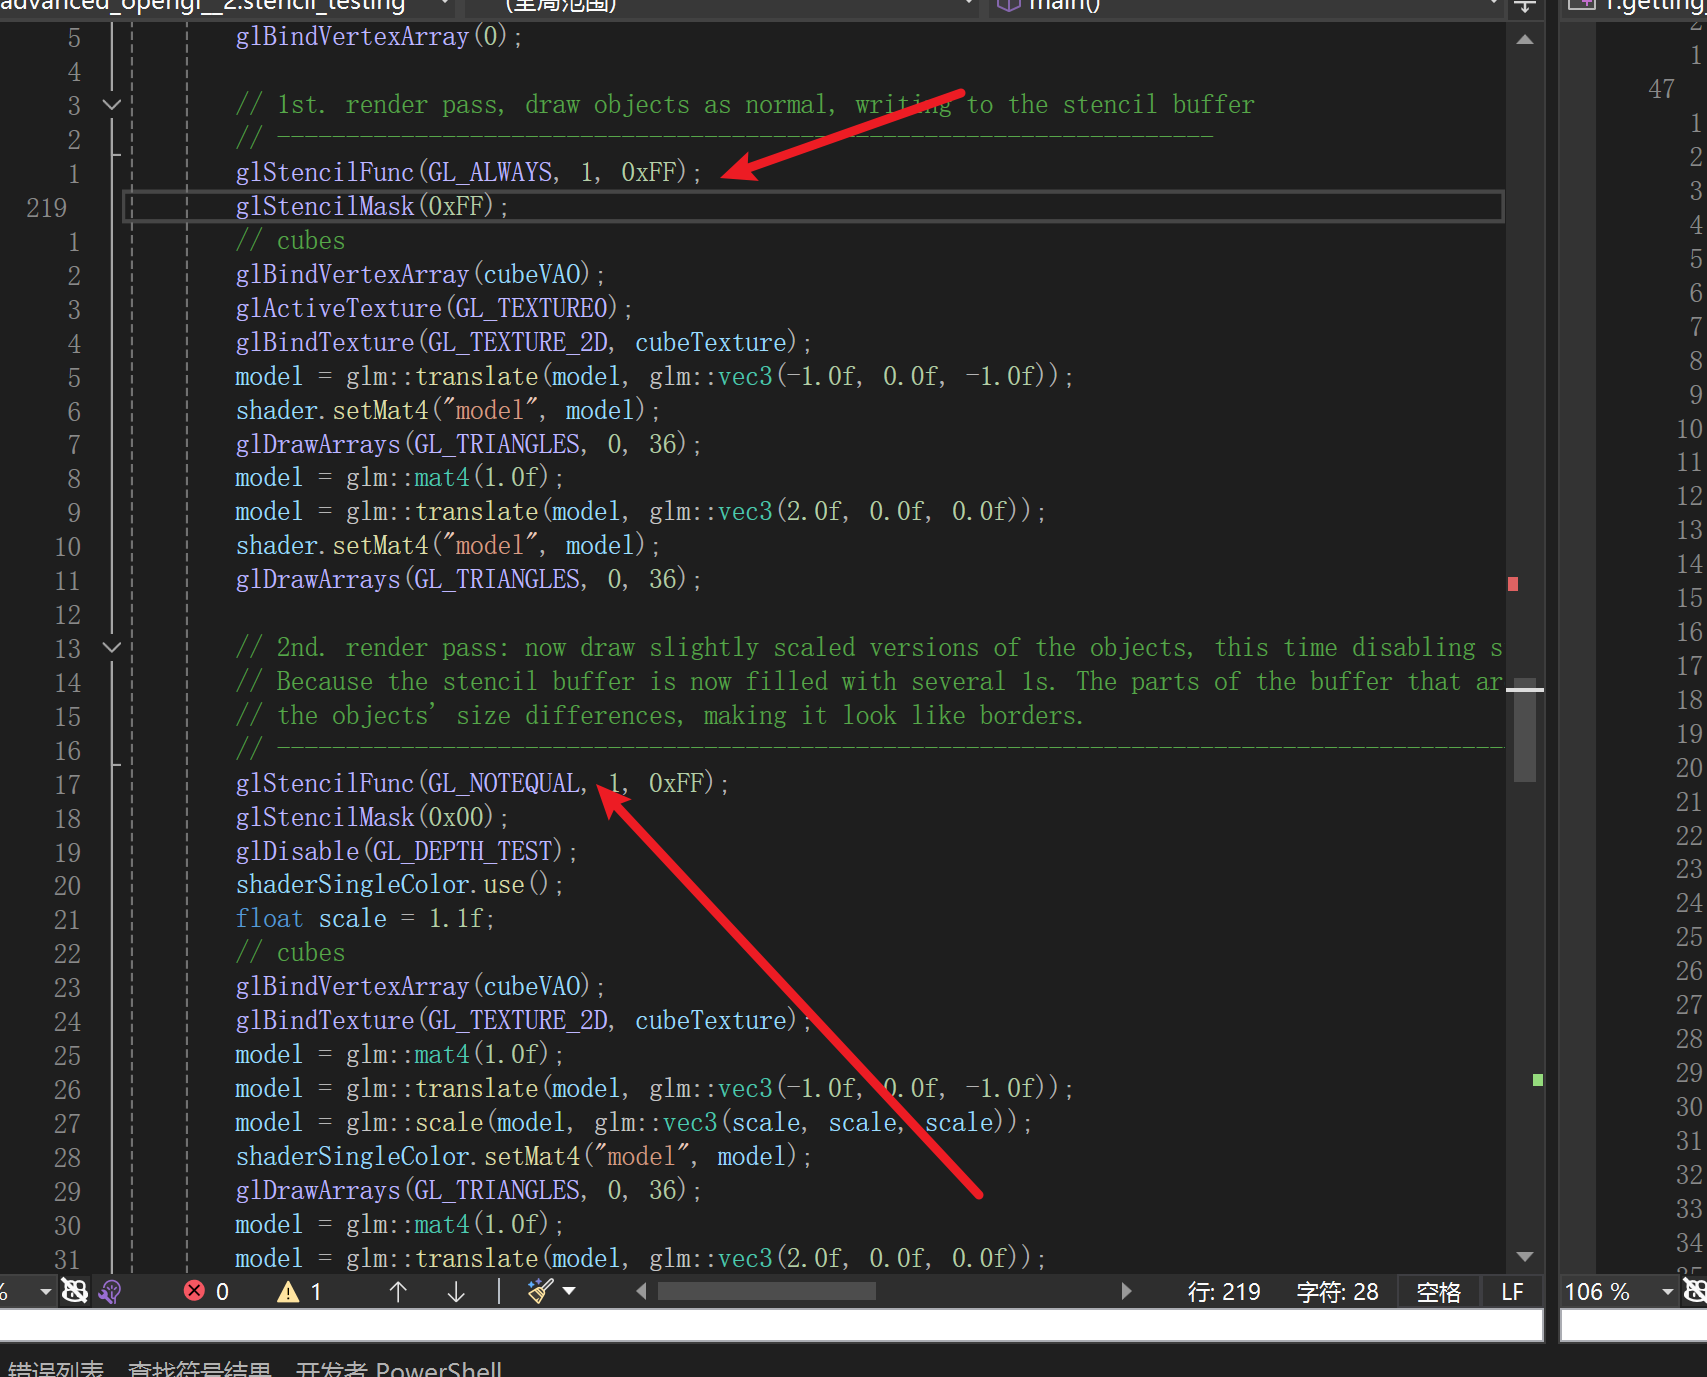 advanced_opengl__2.stencil_testing
(全局范围)
main()
5 glBindVertexArray(0);
4
3 // 1st. render pass, draw objects as normal, writing to the stencil buffer
2 // --------------------------------------------------------------------
1 glStencilFunc(GL_ALWAYS, 1, 0xFF);
219 glStencilMask(0xFF);
1 // cubes
2 glBindVertexArray(cubeVAO);
3 glActiveTexture(GL_TEXTURE0);
4 glBindTexture(GL_TEXTURE_2D, cubeTexture);
5 model = glm::translate(model, glm::vec3(-1.0f, 0.0f, -1.0f));
6 shader.setMat4("model", model);
7 glDrawArrays(GL_TRIANGLES, 0, 36);
8 model = glm::mat4(1.0f);
9 model = glm::translate(model, glm::vec3(2.0f, 0.0f, 0.0f));
10 shader.setMat4("model", model);
11 glDrawArrays(GL_TRIANGLES, 0, 36);
12
13 // 2nd. render pass: now draw slightly scaled versions of the objects, this time disabling s
14 // Because the stencil buffer is now filled with several 1s. The parts of the buffer that ar
15 // the objects' size differences, making it look like borders.
16 // -----------------------------------------------------------------------------------------
17 glStencilFunc(GL_NOTEQUAL, 1, 0xFF);
18 glStencilMask(0x00);
19 glDisable(GL_DEPTH_TEST);
20 shaderSingleColor.use();
21 float scale = 1.1f;
22 // cubes
23 glBindVertexArray(cubeVAO);
24 glBindTexture(GL_TEXTURE_2D, cubeTexture);
25 model = glm::mat4(1.0f);
26 model = glm::translate(model, glm::vec3(-1.0f, 0.0f, -1.0f));
27 model = glm::scale(model, glm::vec3(scale, scale, scale));
28 shaderSingleColor.setMat4("model", model);
29 glDrawArrays(GL_TRIANGLES, 0, 36);
30 model = glm::mat4(1.0f);
31 model = glm::translate(model, glm::vec3(2.0f, 0.0f, 0.0f));
% 0 1 行: 219 字符: 28 空格 LF
错误列表 查找符号结果 开发者 PowerShell
1.getting_
2
1
47
1
2
3
4
5
6
7
8
9
10
11
12
13
14
15
16
17
18
19
20
21
22
23
24
25
26
27
28
29
30
31
32
33
34
35
106 %